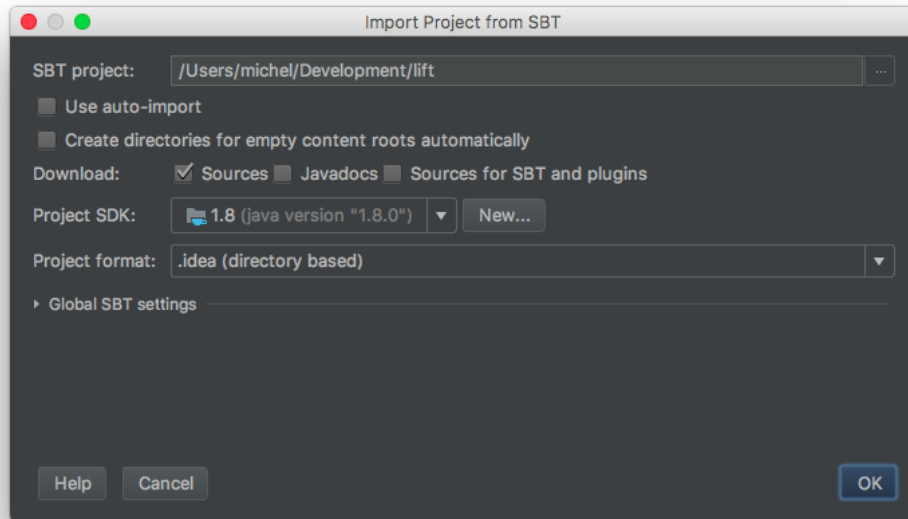 Import Project from SBT
SBT project: /Users/michel/Development/lift ...
Use auto-import
Create directories for empty content roots automatically
Download: Sources Javadocs Sources for SBT and plugins
Project SDK: 1.8 (java version "1.8.0") New...
Project format: .idea (directory based)
Global SBT settings
Help Cancel OK